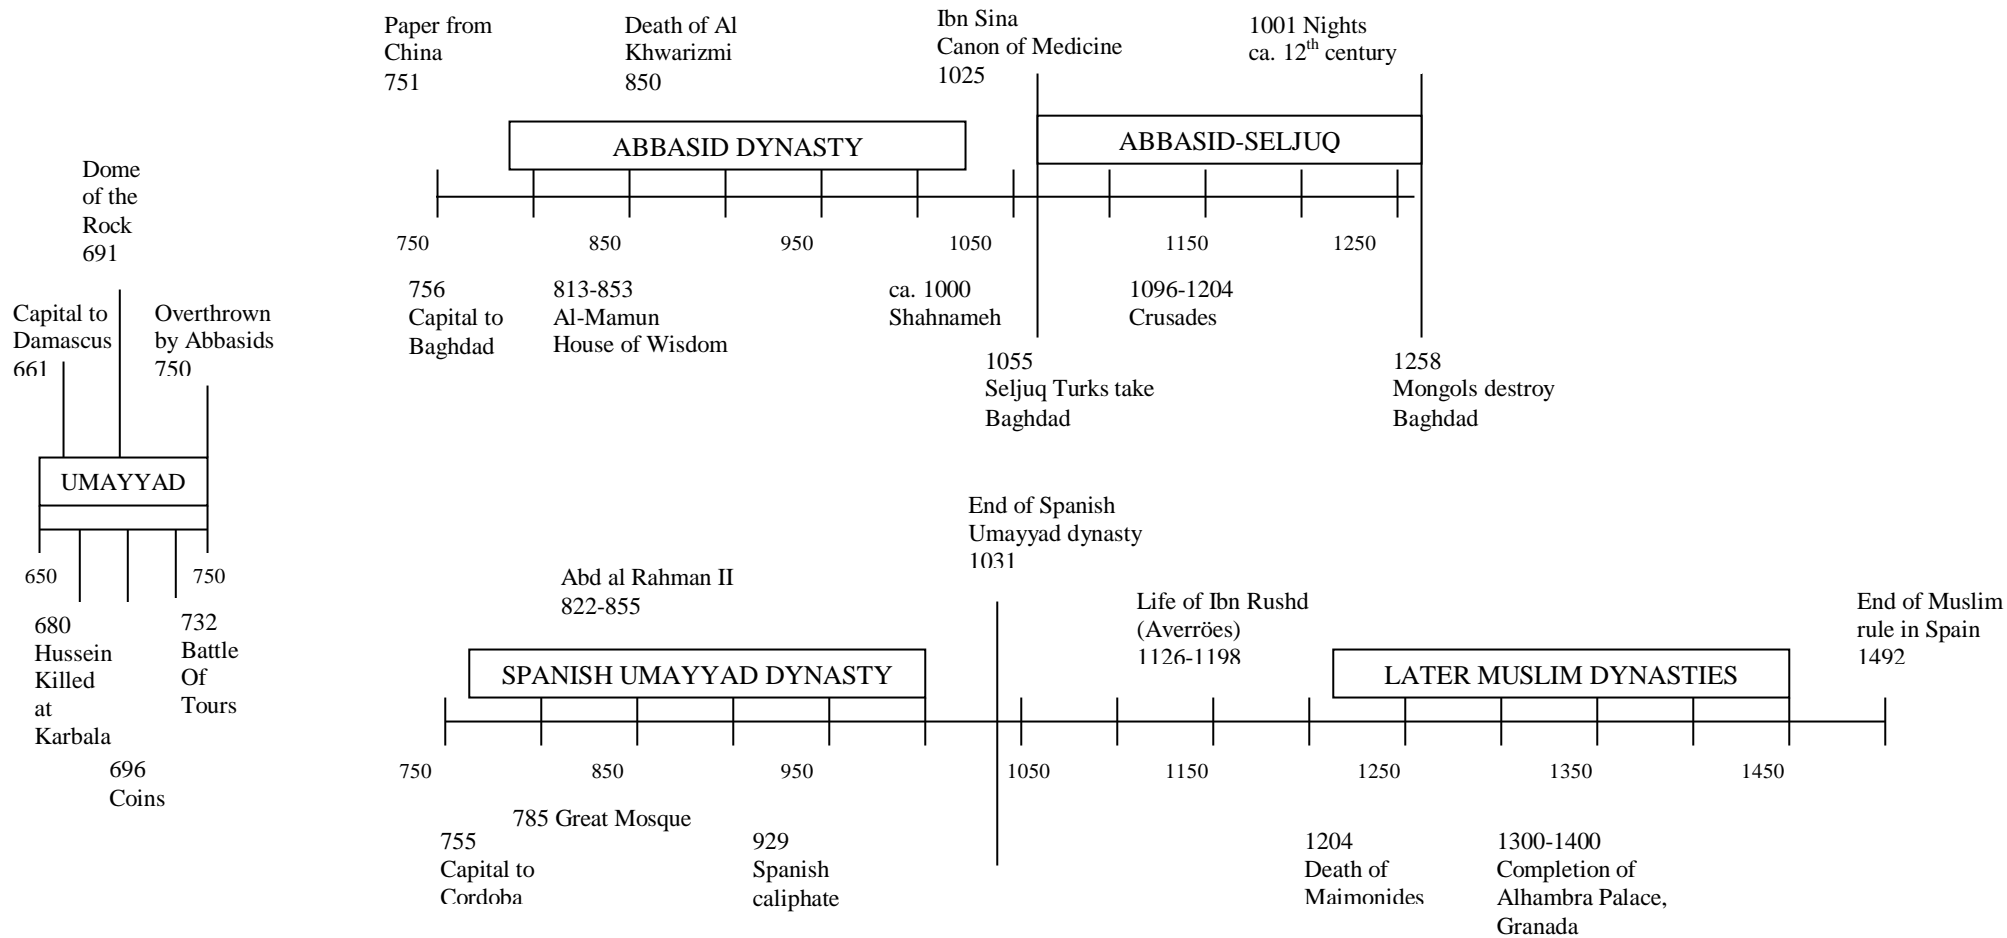 Paper from
China
751
Death of Al
Khwarizmi
850
Ibn Sina
Canon of Medicine
1025
1001 Nights
ca. 12th century
ABBASID DYNASTY
ABBASID-SELJUQ
750
850
950
1050
1150
1250
756
Capital to
Baghdad
813-853
Al-Mamun
House of Wisdom
ca. 1000
Shahnameh
1096-1204
Crusades
1055
Seljuq Turks take
Baghdad
1258
Mongols destroy
Baghdad
Dome
of the
Rock
691
Capital to
Damascus
661
Overthrown
by Abbasids
750
UMAYYAD
650
750
680
Hussein
Killed
at
Karbala
732
Battle
Of
Tours
696
Coins
End of Spanish
Umayyad dynasty
1031
Abd al Rahman II
822-855
Life of Ibn Rushd
(Averröes)
1126-1198
End of Muslim
rule in Spain
1492
SPANISH UMAYYAD DYNASTY
LATER MUSLIM DYNASTIES
750
850
950
1050
1150
1250
1350
1450
785 Great Mosque
755
Capital to
Cordoba
929
Spanish
caliphate
1204
Death of
Maimonides
1300-1400
Completion of
Alhambra Palace,
Granada